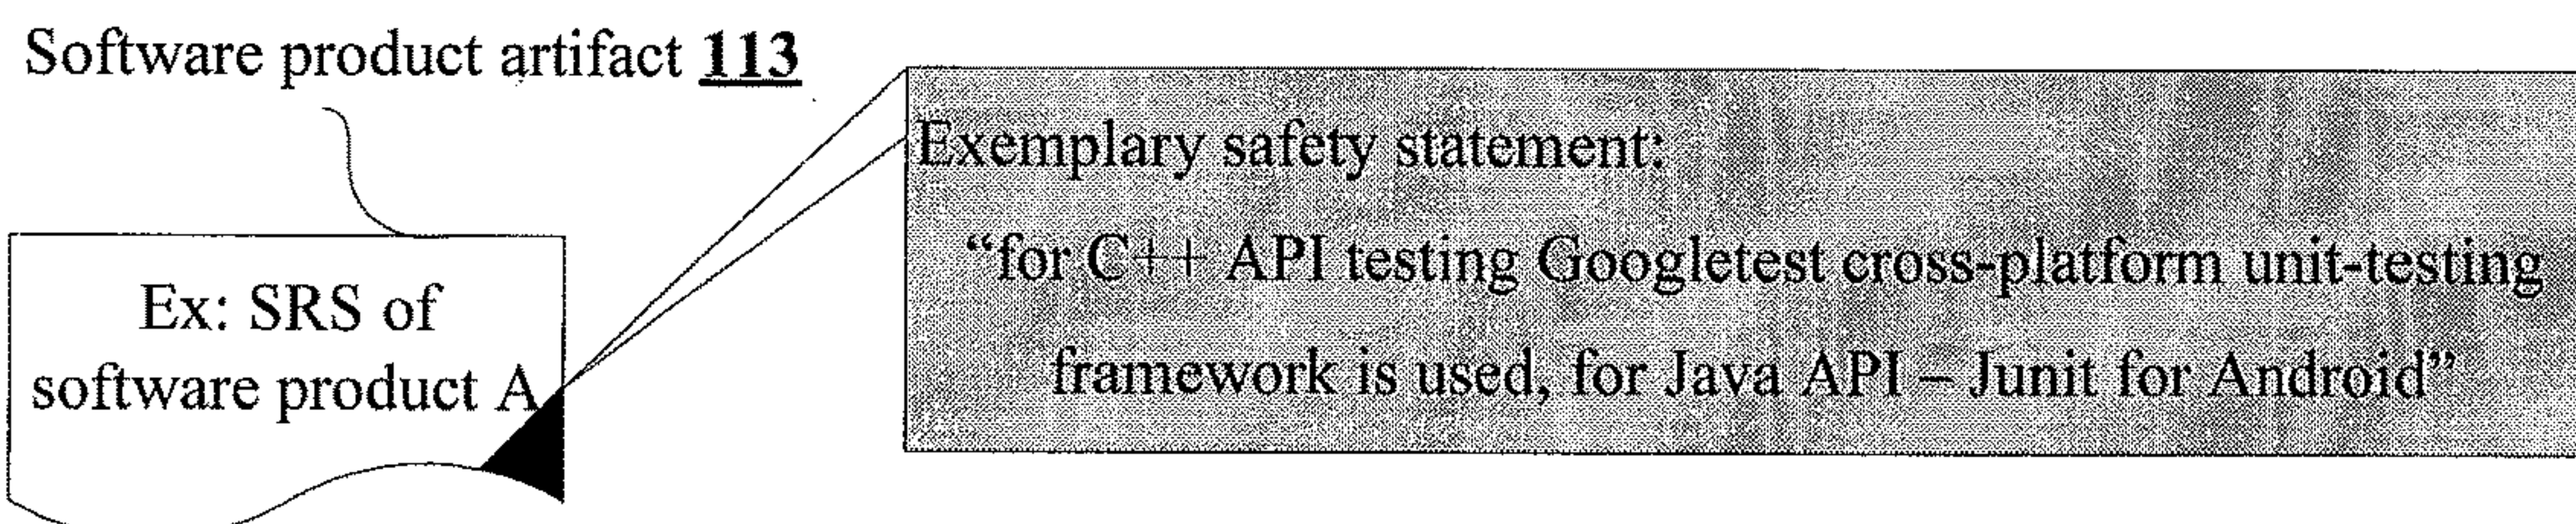 Software product artifact 113
Ex: SRS of
software product A
Exemplary safety statement:
“for C++ API testing Googletest cross-platform unit-testing
framework is used, for Java API – Junit for Android”